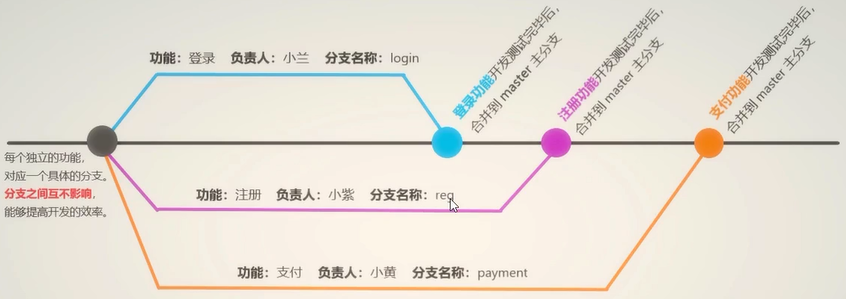 功能：登录 负责人：小兰 分支名称：login
登录功能开发测试完毕后，
合并到 master 主分支
注册功能开发测试完毕后，
合并到 master 主分支
支付功能开发测试完毕后，
合并到 master 主分支
每个独立的功能，
对应一个具体的分支。
分支之间互不影响，
能够提高开发的效率。
功能：注册 负责人：小紫 分支名称：reg
功能：支付 负责人：小黄 分支名称：payment